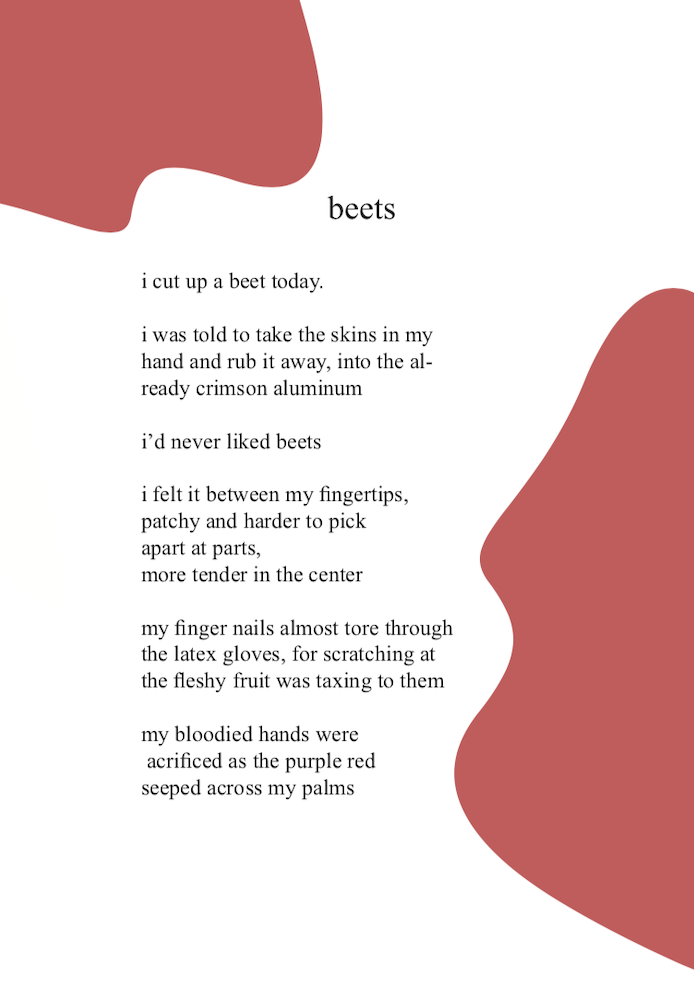 beets
i cut up a beet today.
i was told to take the skins in my
hand and rub it away, into the al-
ready crimson aluminum
i’d never liked beets
i felt it between my fingertips,
patchy and harder to pick
apart at parts,
more tender in the center
my finger nails almost tore through
the latex gloves, for scratching at
the fleshy fruit was taxing to them
my bloodied hands were
acrificed as the purple red
seeped across my palms